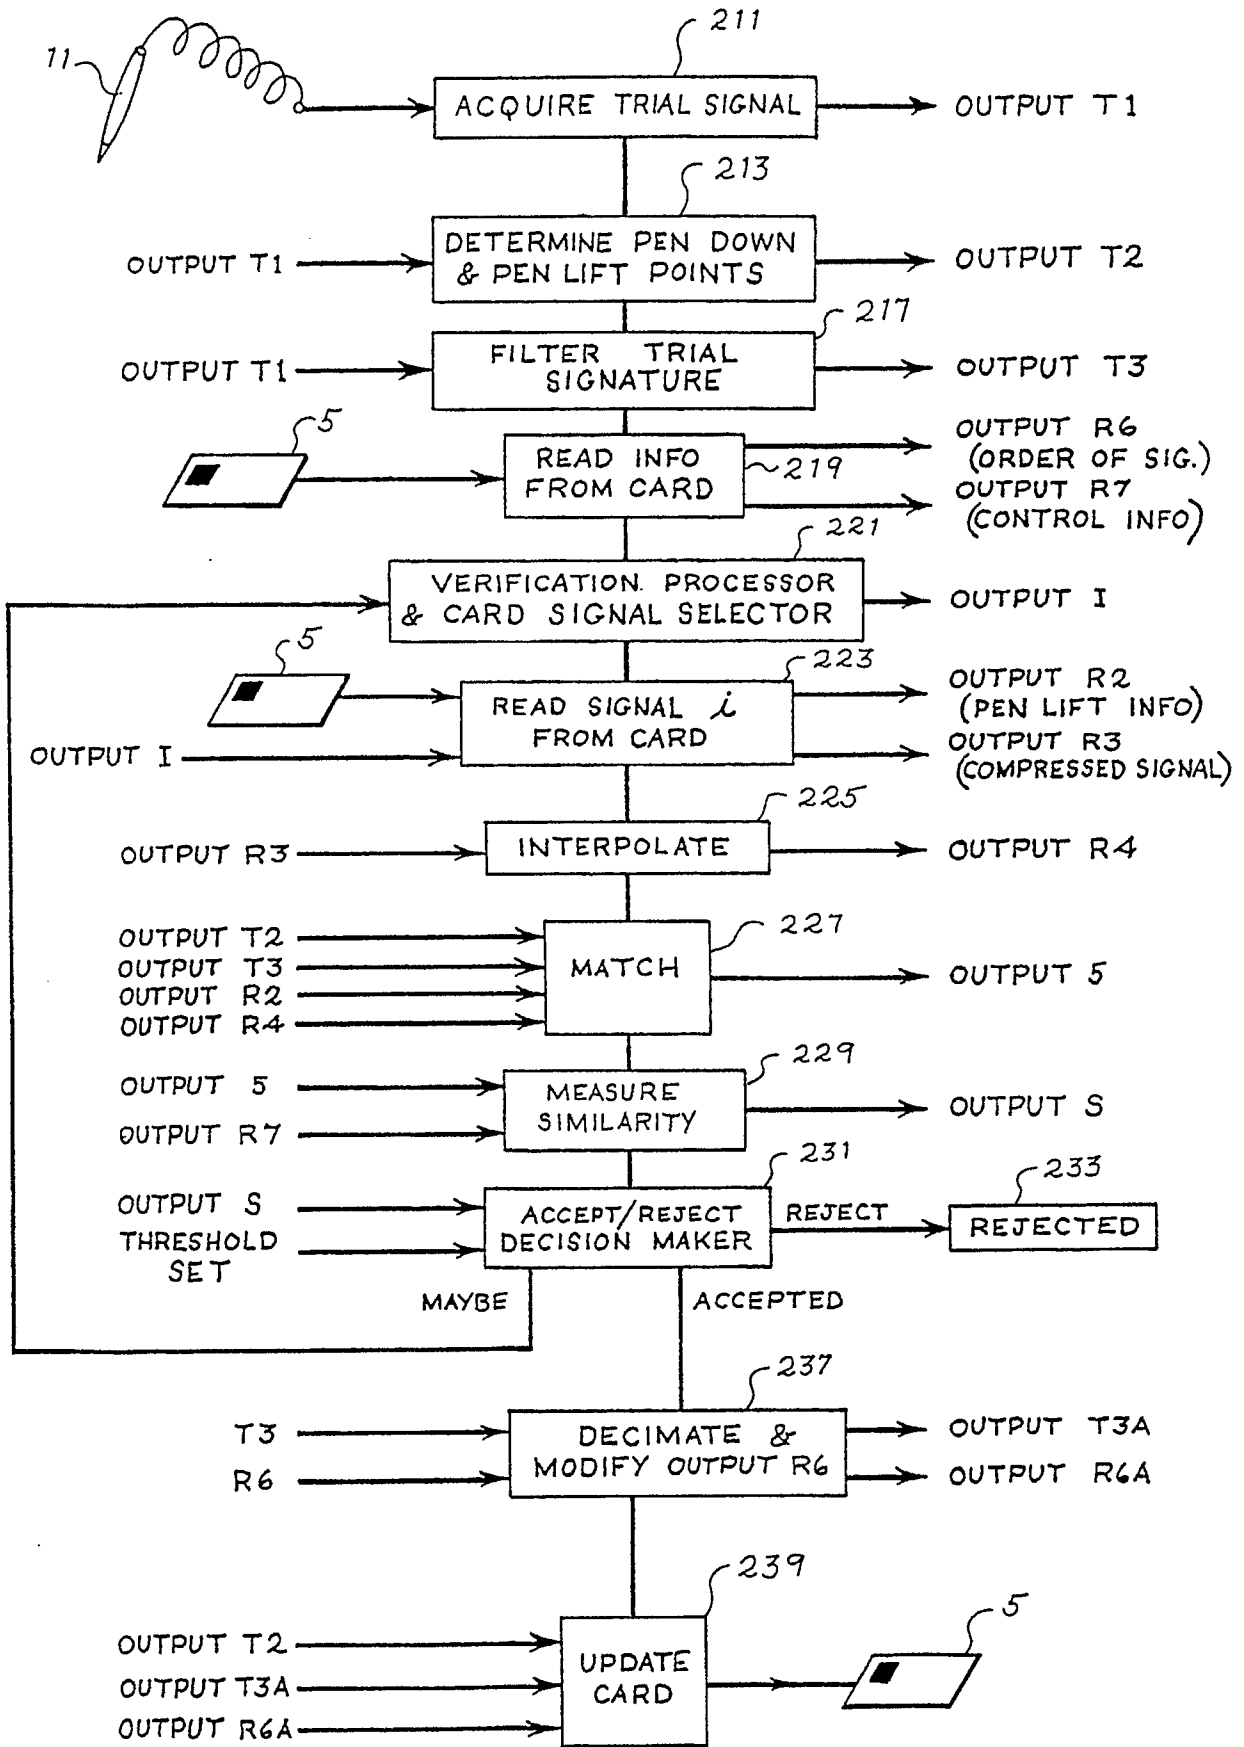 211
11
ACQUIRE TRIAL SIGNAL
OUTPUT T1
213
OUTPUT T1
DETERMINE PEN DOWN
& PEN LIFT POINTS
OUTPUT T2
217
OUTPUT T1
FILTER TRIAL
SIGNATURE
OUTPUT T3
5
READ INFO
FROM CARD
219
OUTPUT R6
(ORDER OF SIG.)
OUTPUT R7
(CONTROL INFO)
221
VERIFICATION PROCESSOR
& CARD SIGNAL SELECTOR
OUTPUT I
5
223
OUTPUT I
READ SIGNAL i
FROM CARD
OUTPUT R2
(PEN LIFT INFO)
OUTPUT R3
(COMPRESSED SIGNAL)
225
OUTPUT R3
INTERPOLATE
OUTPUT R4
227
OUTPUT T2
OUTPUT T3
OUTPUT R2
OUTPUT R4
MATCH
OUTPUT 5
229
OUTPUT 5
OUTPUT R7
MEASURE
SIMILARITY
OUTPUT S
231
233
OUTPUT S
THRESHOLD
SET
ACCEPT/REJECT
DECISION MAKER
REJECT
REJECTED
MAYBE
ACCEPTED
237
T3
R6
DECIMATE &
MODIFY OUTPUT R6
OUTPUT T3A
OUTPUT R6A
239
5
OUTPUT T2
OUTPUT T3A
OUTPUT R6A
UPDATE
CARD